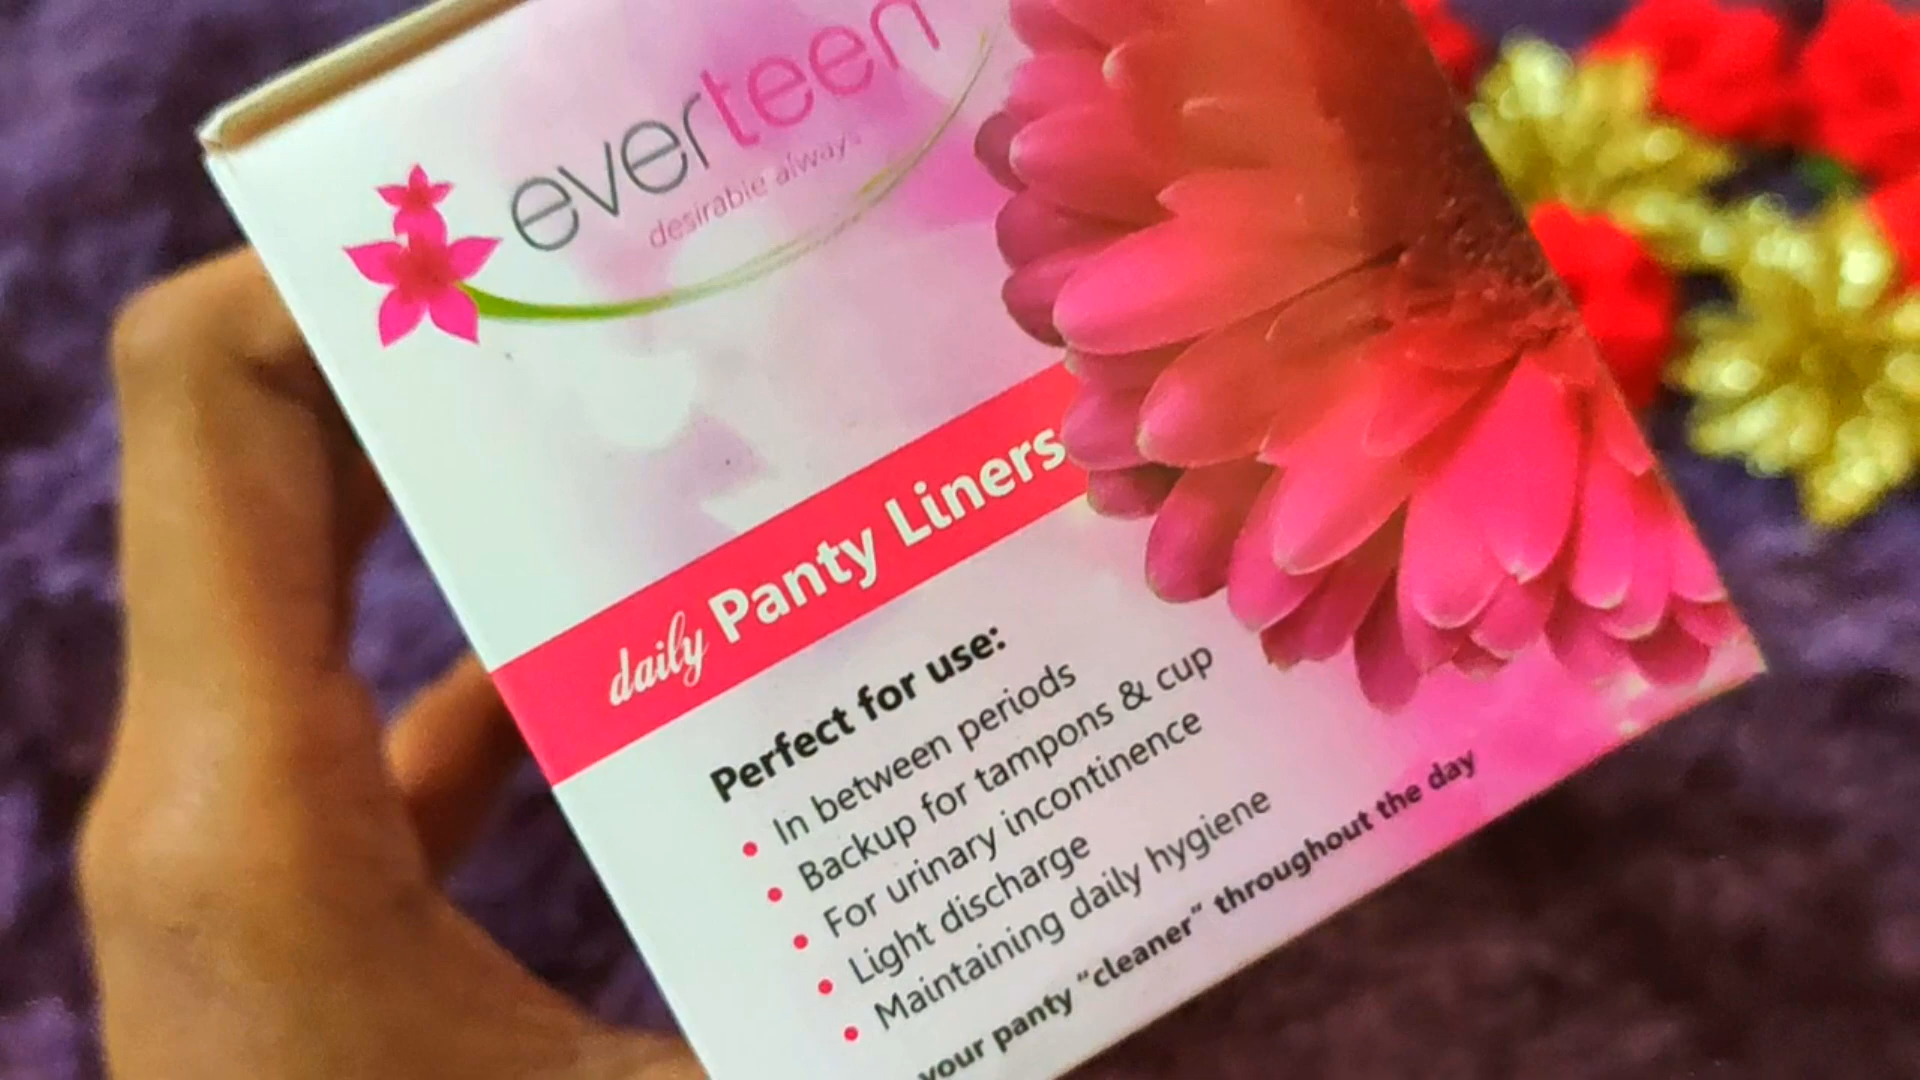 everteen
desirable always
daily Panty Liners
Perfect for use:
• In between periods
• Backup for tampons & cup
• For urinary incontinence
• Light discharge
• Maintaining daily hygiene
your panty "cleaner" throughout the day